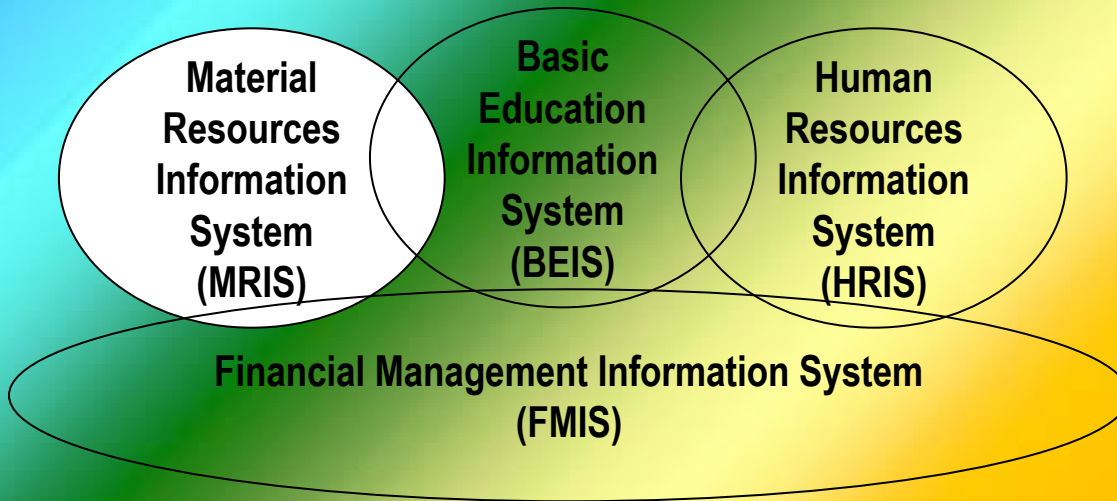 Material
Resources
Information
System
(MRIS)
Basic
Education
Information
System
(BEIS)
Human
Resources
Information
System
(HRIS)
Financial Management Information System
(FMIS)